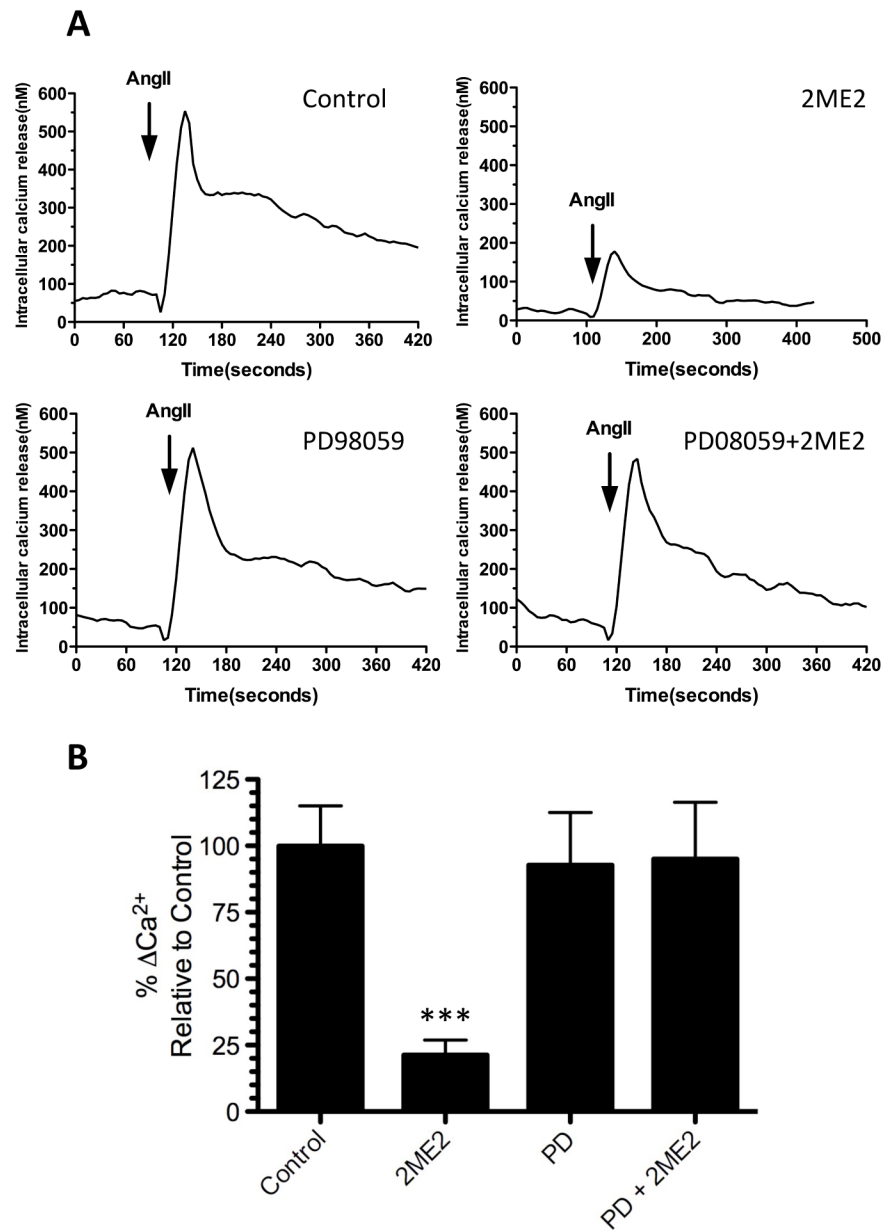 A
AngII
Control
Intracellular calcium release(nM)
600
500
400
300
200
100
0
0 60 120 180 240 300 360 420
Time(seconds)
2ME2
AngII
Intracellular calcium release(nM)
600
500
400
300
200
100
0
0 100 200 300 400 500
Time(seconds)
AngII
PD98059
Intracellular calcium release(nM)
600
500
400
300
200
100
0
0 60 120 180 240 300 360 420
Time(seconds)
AngII
PD08059+2ME2
Intracellular calcium release(nM)
600
500
400
300
200
100
0
0 60 120 180 240 300 360 420
Time(seconds)
B
% ΔCa²⁺
Relative to Control
125
100
75
50
25
0
***
Control
2ME2
PD
PD + 2ME2